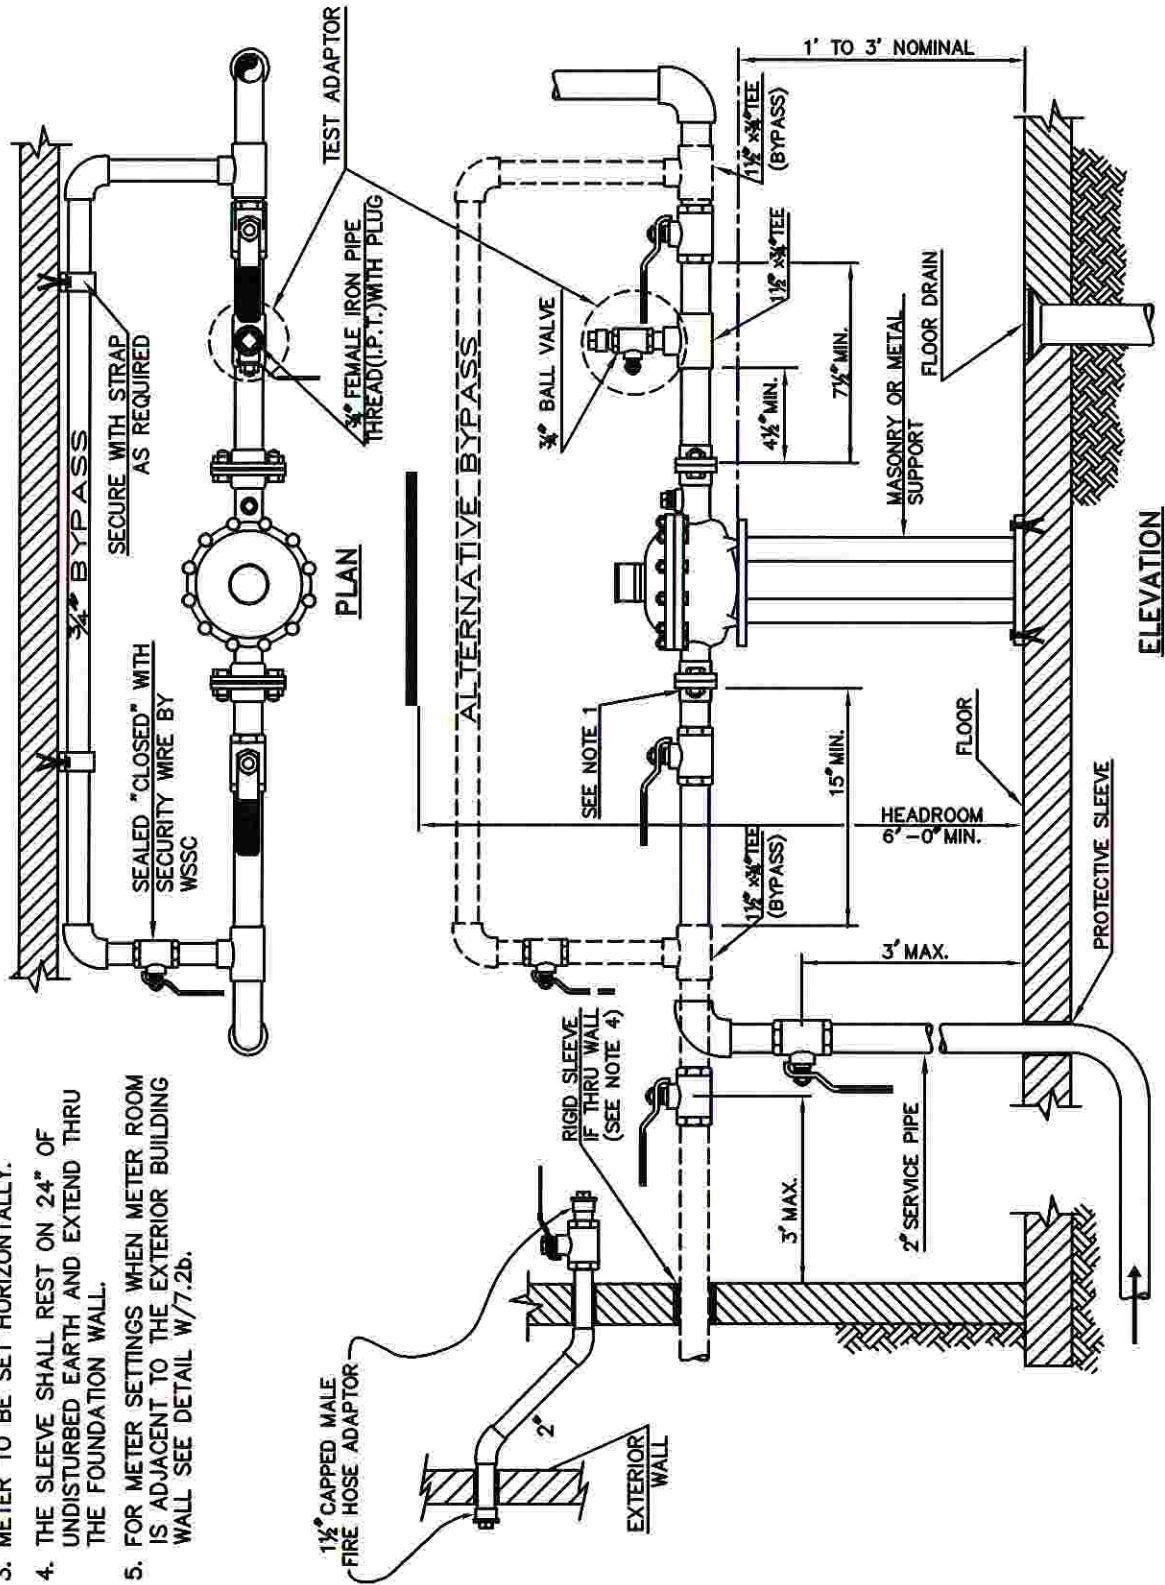 3. METER TO BE SET HORIZONTALLY.
4. THE SLEEVE SHALL REST ON 24" OF
UNDISTURBED EARTH AND EXTEND THRU
THE FOUNDATION WALL.
5. FOR METER SETTINGS WHEN METER ROOM
IS ADJACENT TO THE EXTERIOR BUILDING
WALL SEE DETAIL W/7.2b.
3/4" BYPASS
SECURE WITH STRAP
AS REQUIRED
SEALED "CLOSED" WITH
SECURITY WIRE BY
WSSC
TEST ADAPTOR
3/4" FEMALE IRON PIPE
THREAD(I.P.T.)WITH PLUG
PLAN
ALTERNATIVE BYPASS
3/4" BALL VALVE
1' TO 3' NOMINAL
1½" x¾"TEE
(BYPASS)
1½" x¾"TEE
7½"MIN.
4½"MIN.
SEE NOTE 1
15"MIN.
HEADROOM
6'-0"MIN.
1½" x¾"TEE
(BYPASS)
MASONRY OR METAL
SUPPORT
FLOOR DRAIN
FLOOR
PROTECTIVE SLEEVE
3'MAX.
RIGID SLEEVE
IF THRU WALL
(SEE NOTE 4)
3'MAX.
2"SERVICE PIPE
1½"CAPPED MALE
FIRE HOSE ADAPTOR
2"
EXTERIOR
WALL
ELEVATION